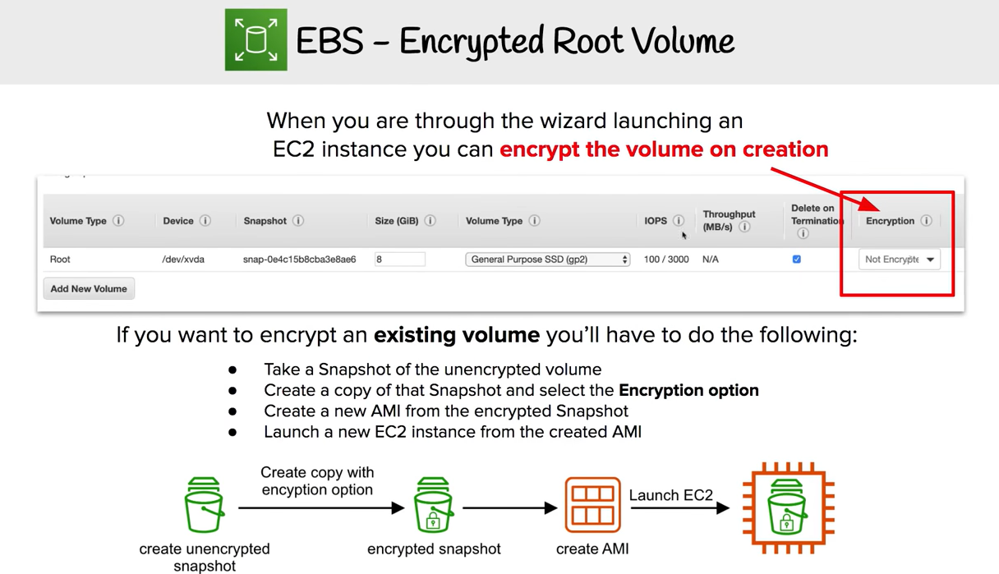 EBS – Encrypted Root Volume
When you are through the wizard launching an
EC2 instance you can encrypt the volume on creation
Volume Type Device Snapshot Size (GiB) Volume Type IOPS Throughput (MB/s) Delete on Termination Encryption
Root /dev/xvda snap-0e4c15b8cba3e8ae6 8 General Purpose SSD (gp2) 100 / 3000 N/A Not Encrypte
Add New Volume
If you want to encrypt an existing volume you'll have to do the following:
● Take a Snapshot of the unencrypted volume
● Create a copy of that Snapshot and select the Encryption option
● Create a new AMI from the encrypted Snapshot
● Launch a new EC2 instance from the created AMI
Create copy with
encyption option
Launch EC2
create unencrypted
snapshot
encrypted snapshot
create AMI